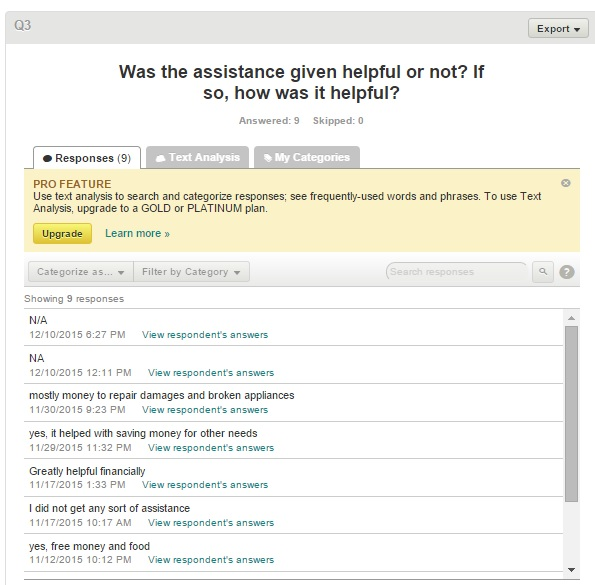 Q3
Export
Was the assistance given helpful or not? If
so, how was it helpful?
Answered: 9 Skipped: 0
Responses (9) Text Analysis My Categories
PRO FEATURE
Use text analysis to search and categorize responses; see frequently-used words and phrases. To use Text
Analysis, upgrade to a GOLD or PLATINUM plan.
Upgrade Learn more »
Categorize as... Filter by Category Search responses ?
Showing 9 responses
N/A
12/10/2015 6:27 PM View respondent's answers
NA
12/10/2015 12:11 PM View respondent's answers
mostly money to repair damages and broken appliances
11/30/2015 9:23 PM View respondent's answers
yes, it helped with saving money for other needs
11/29/2015 11:32 PM View respondent's answers
Greatly helpful financially
11/17/2015 1:33 PM View respondent's answers
I did not get any sort of assistance
11/17/2015 10:17 AM View respondent's answers
yes, free money and food
11/12/2015 10:12 PM View respondent's answers